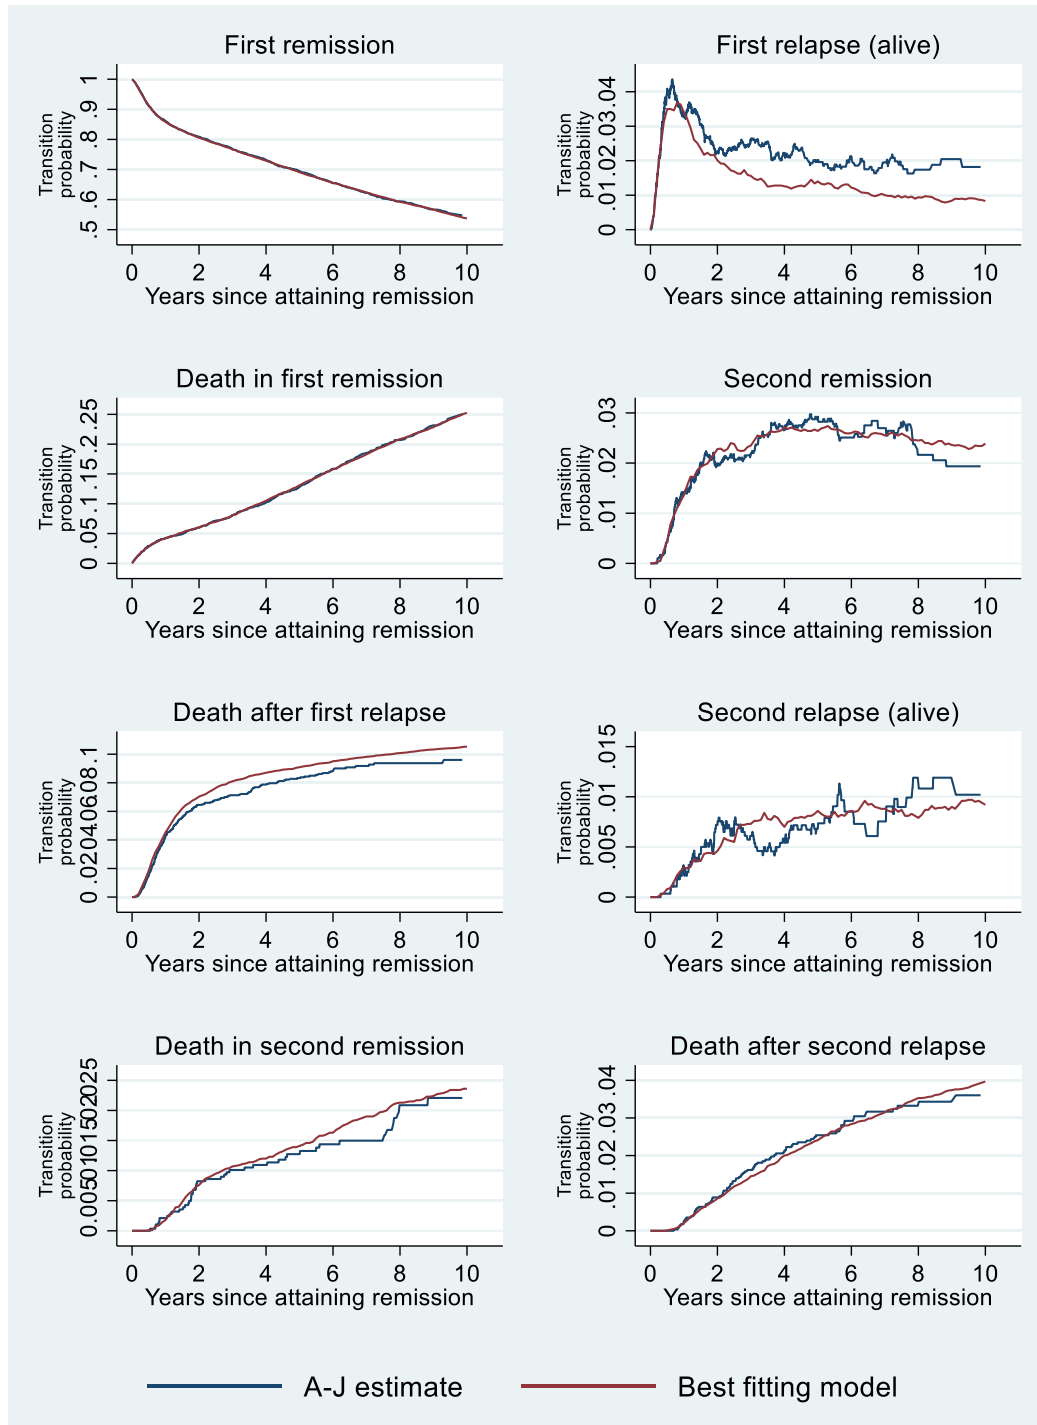 First remission
Transition
probability
.5 .6 .7 .8 .9 1
0 2 4 6 8 10
Years since attaining remission
First relapse (alive)
Transition
probability
0 .01 .02 .03 .04
0 2 4 6 8 10
Years since attaining remission
Death in first remission
Transition
probability
0 .05 .1 .15 .2 .25
0 2 4 6 8 10
Years since attaining remission
Second remission
Transition
probability
0 .01 .02 .03
0 2 4 6 8 10
Years since attaining remission
Death after first relapse
Transition
probability
0 .02 .04 .06 .08 .1
0 2 4 6 8 10
Years since attaining remission
Second relapse (alive)
Transition
probability
0 .005 .01 .015
0 2 4 6 8 10
Years since attaining remission
Death in second remission
Transition
probability
0 .005 .01 .015 .02 .025
0 2 4 6 8 10
Years since attaining remission
Death after second relapse
Transition
probability
0 .01 .02 .03 .04
0 2 4 6 8 10
Years since attaining remission
A-J estimate
Best fitting model